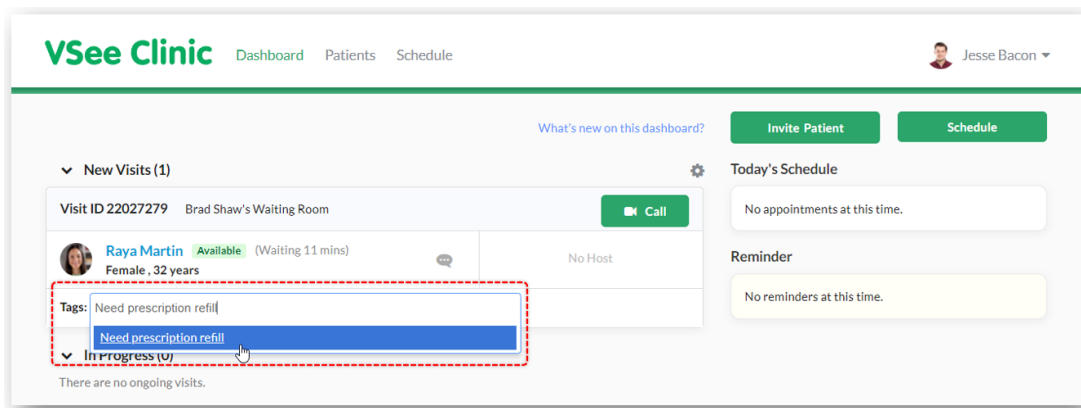 VSee Clinic Dashboard Patients Schedule Jesse Bacon
What's new on this dashboard? Invite Patient Schedule
New Visits (1)
Visit ID 22027279 Brad Shaw's Waiting Room Call
Raya Martin Available (Waiting 11 mins)
Female , 32 years
No Host
Tags: Need prescription refill
Need prescription refill
In Progress (0)
There are no ongoing visits.
Today's Schedule
No appointments at this time.
Reminder
No reminders at this time.